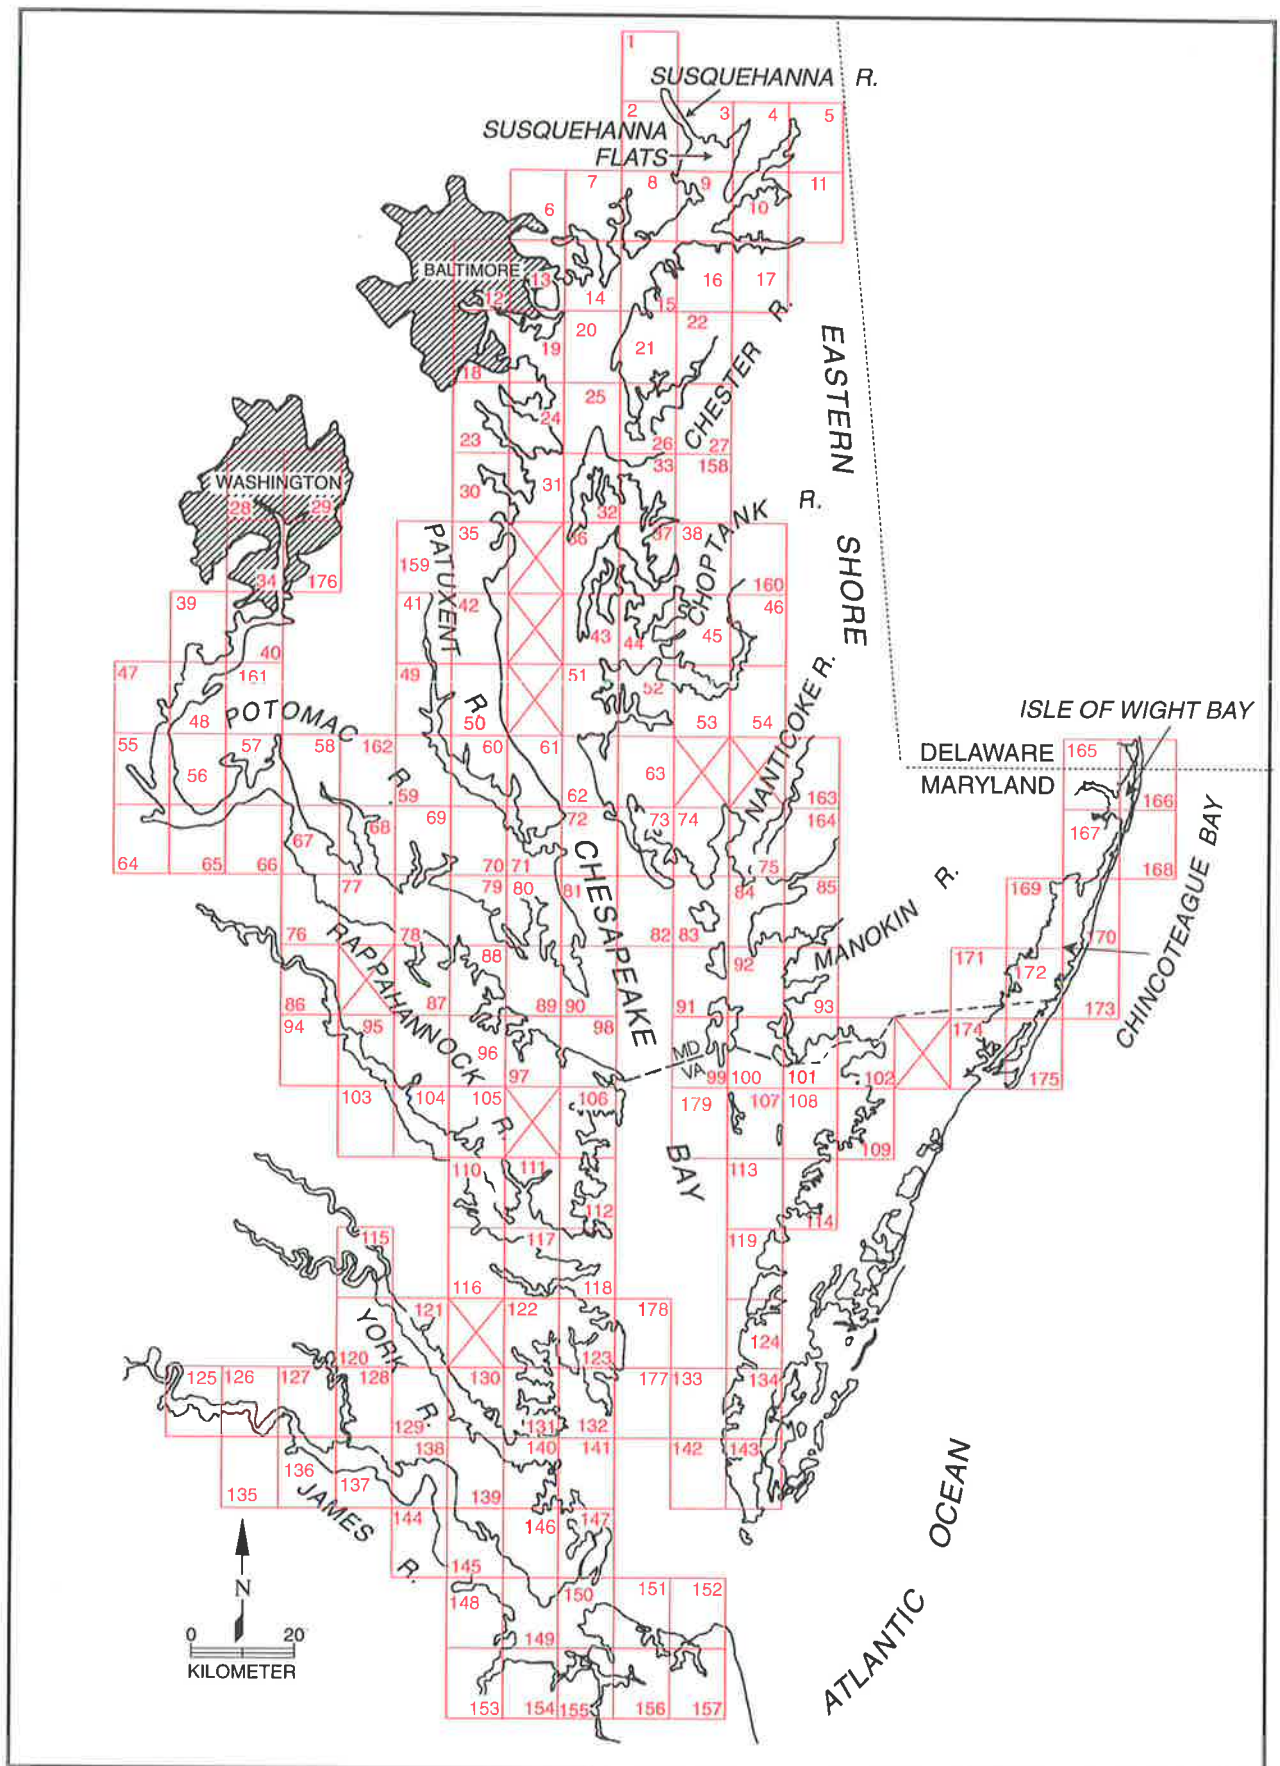 1
SUSQUEHANNA R.
2 3 4 5
SUSQUEHANNA
FLATS
7 8 9 11
6 10
BALTIMORE
13 16 17
12 14 15
20 22
19 21
CHESTER R.
18
25
24
23 26 27
33 158
EASTERN SHORE
WASHINGTON
30 31
28 29 32
CHOPTANK R.
35 36 37 38
PATUXENT R.
159
34 176 160
39 41 42 46
43 44 45
40
47 161 49 51 52
NANTICOKE R.
POTOMAC R.
48 50 53 54
ISLE OF WIGHT BAY
55 57 58 162 60 61
DELAWARE
MARYLAND
165
56 63
59 62 163 166
CHINCOTEAGUE BAY
69 72 73 74 164
68 67 167
64 65 66 70 71 75 168
CHESAPEAKE BAY
77 79 80 81 84 85 169
MANOKIN R.
RAPPAHANNOCK R.
76 78 82 83 170
88 92 171
172
86 87 89 90 91 93 173
94 95 98 174
96
MD
VA
97 99 100 101 102 175
103 104 105 106 179 107 108
109
110 111 113
112 114
115 117 119
116 118
121 122 178
YORK R.
124
120 123
125 126 127 128 130 177 133 134
129 131 132
138 140 141 142 143
136 137
135 139
JAMES R.
144 146 147
ATLANTIC OCEAN
145
N
148 150 151 152
0 20
149
KILOMETER
153 154 155 156 157